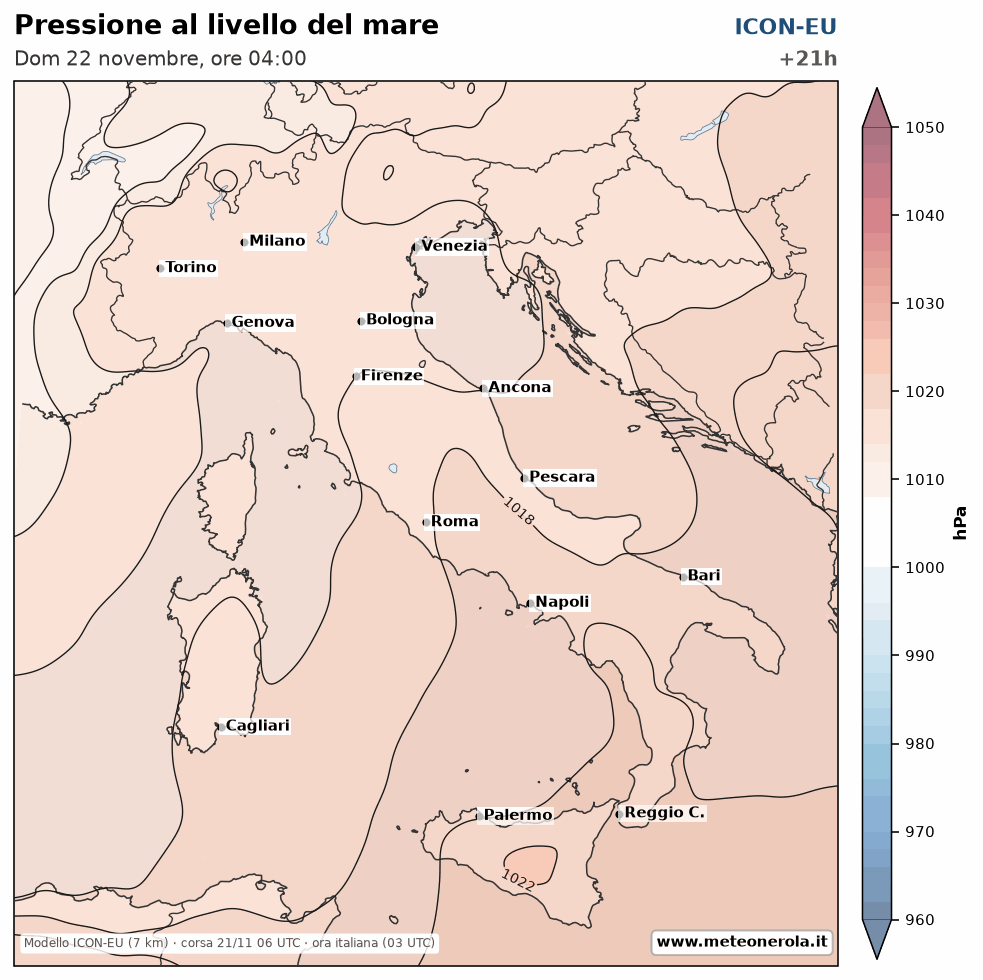 Pressione al livello del mare
ICON-EU
Dom 22 novembre, ore 04:00
+21h
Milano
Venezia
Torino
Genova
Bologna
Firenze
Ancona
Pescara
1018
Roma
Bari
Napoli
Cagliari
Palermo
Reggio C.
1022
Modello ICON-EU (7 km) · corsa 21/11 06 UTC · ora italiana (03 UTC)
www.meteonerola.it
1050
1040
1030
1020
1010
1000
990
980
970
960
hPa